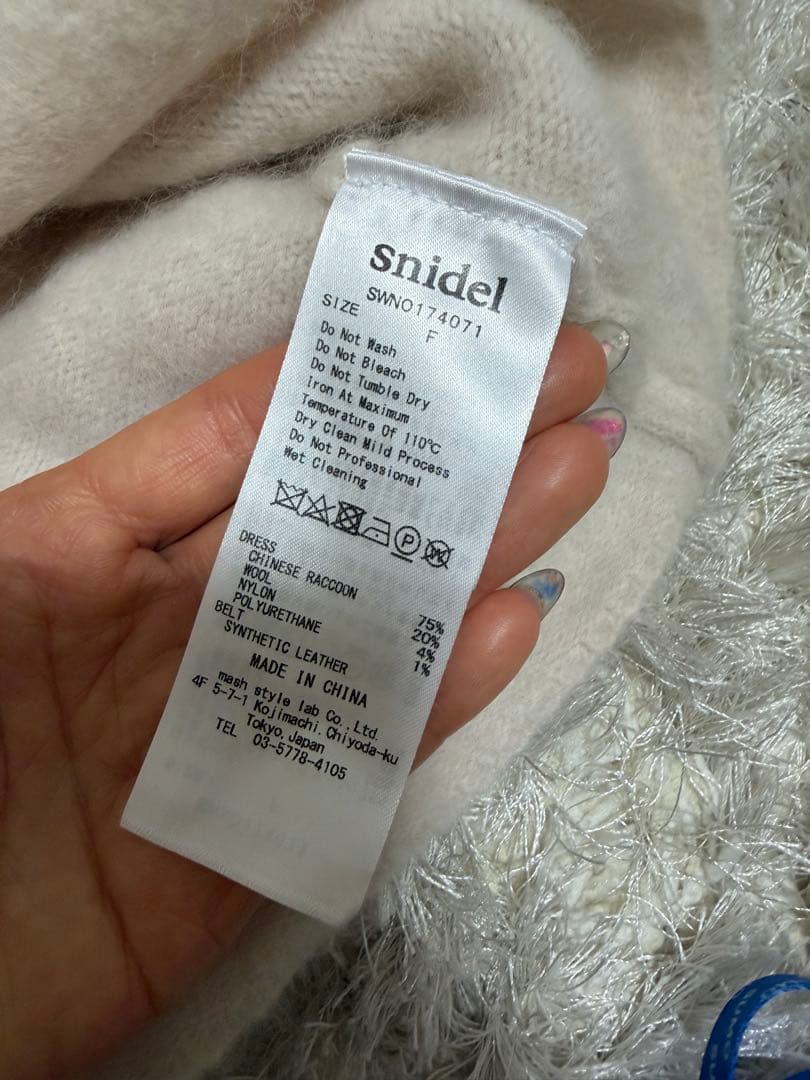 snidel
SWNO174071
SIZE F
Do Not Wash
Do Not Bleach
Do Not Tumble Dry
Iron At Maximum
Temperature Of 110℃
Dry Clean Mild Process
Do Not Professional
Wet Cleaning
P W
DRESS
CHINESE RACCOON 75%
WOOL 20%
NYLON 4%
POLYURETHANE 1%
BELT
SYNTHETIC LEATHER
MADE IN CHINA
mash style lab Co.,Ltd.
4F 5-7-1 Kojimachi.Chiyoda-ku
Tokyo,Japan
TEL 03-5778-4105